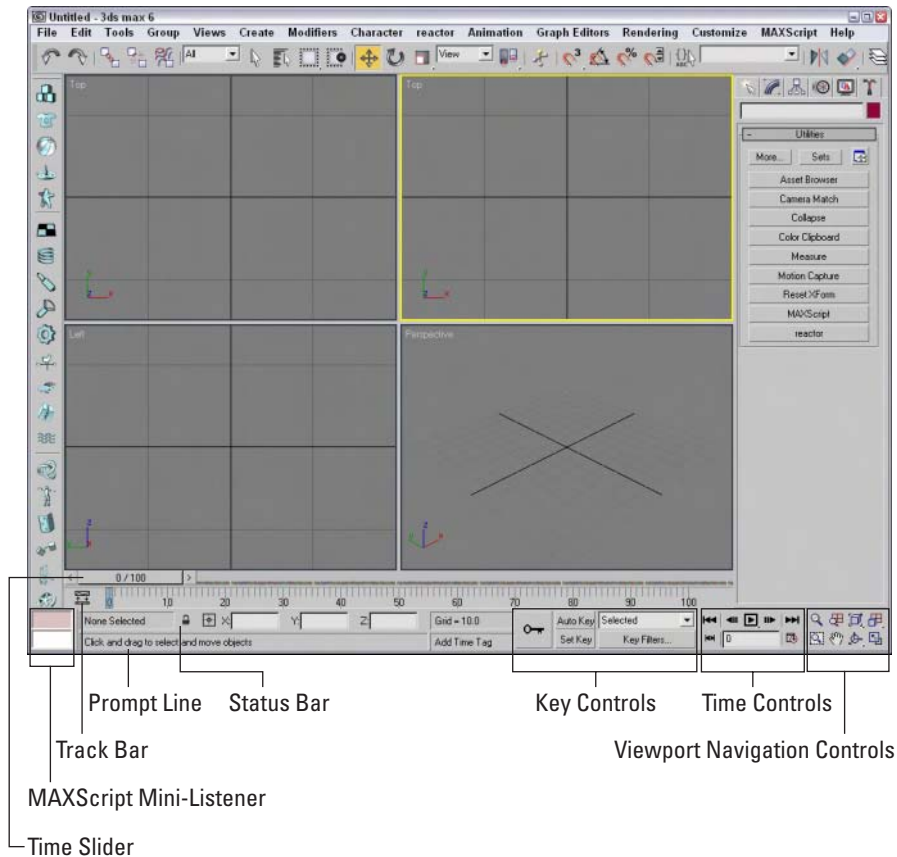 Untitled - 3ds max 6
File Edit Tools Group Views Create Modifiers Character reactor Animation Graph Editors Rendering Customize MAXScript Help
All View
Top Top
Utilities
More... Sets
Asset Browser
Camera Match
Collapse
Color Clipboard
Measure
Motion Capture
Reset XForm
MAXScript
reactor
Left Perspective
0 / 100
0 10 20 30 40 50 60 70 80 90 100
None Selected X: Y: Z: Grid = 10.0 Auto Key Selected
Click and drag to select and move objects Add Time Tag Set Key Key Filters... 0
Prompt Line Status Bar Key Controls Time Controls
Track Bar Viewport Navigation Controls
MAXScript Mini-Listener
Time Slider